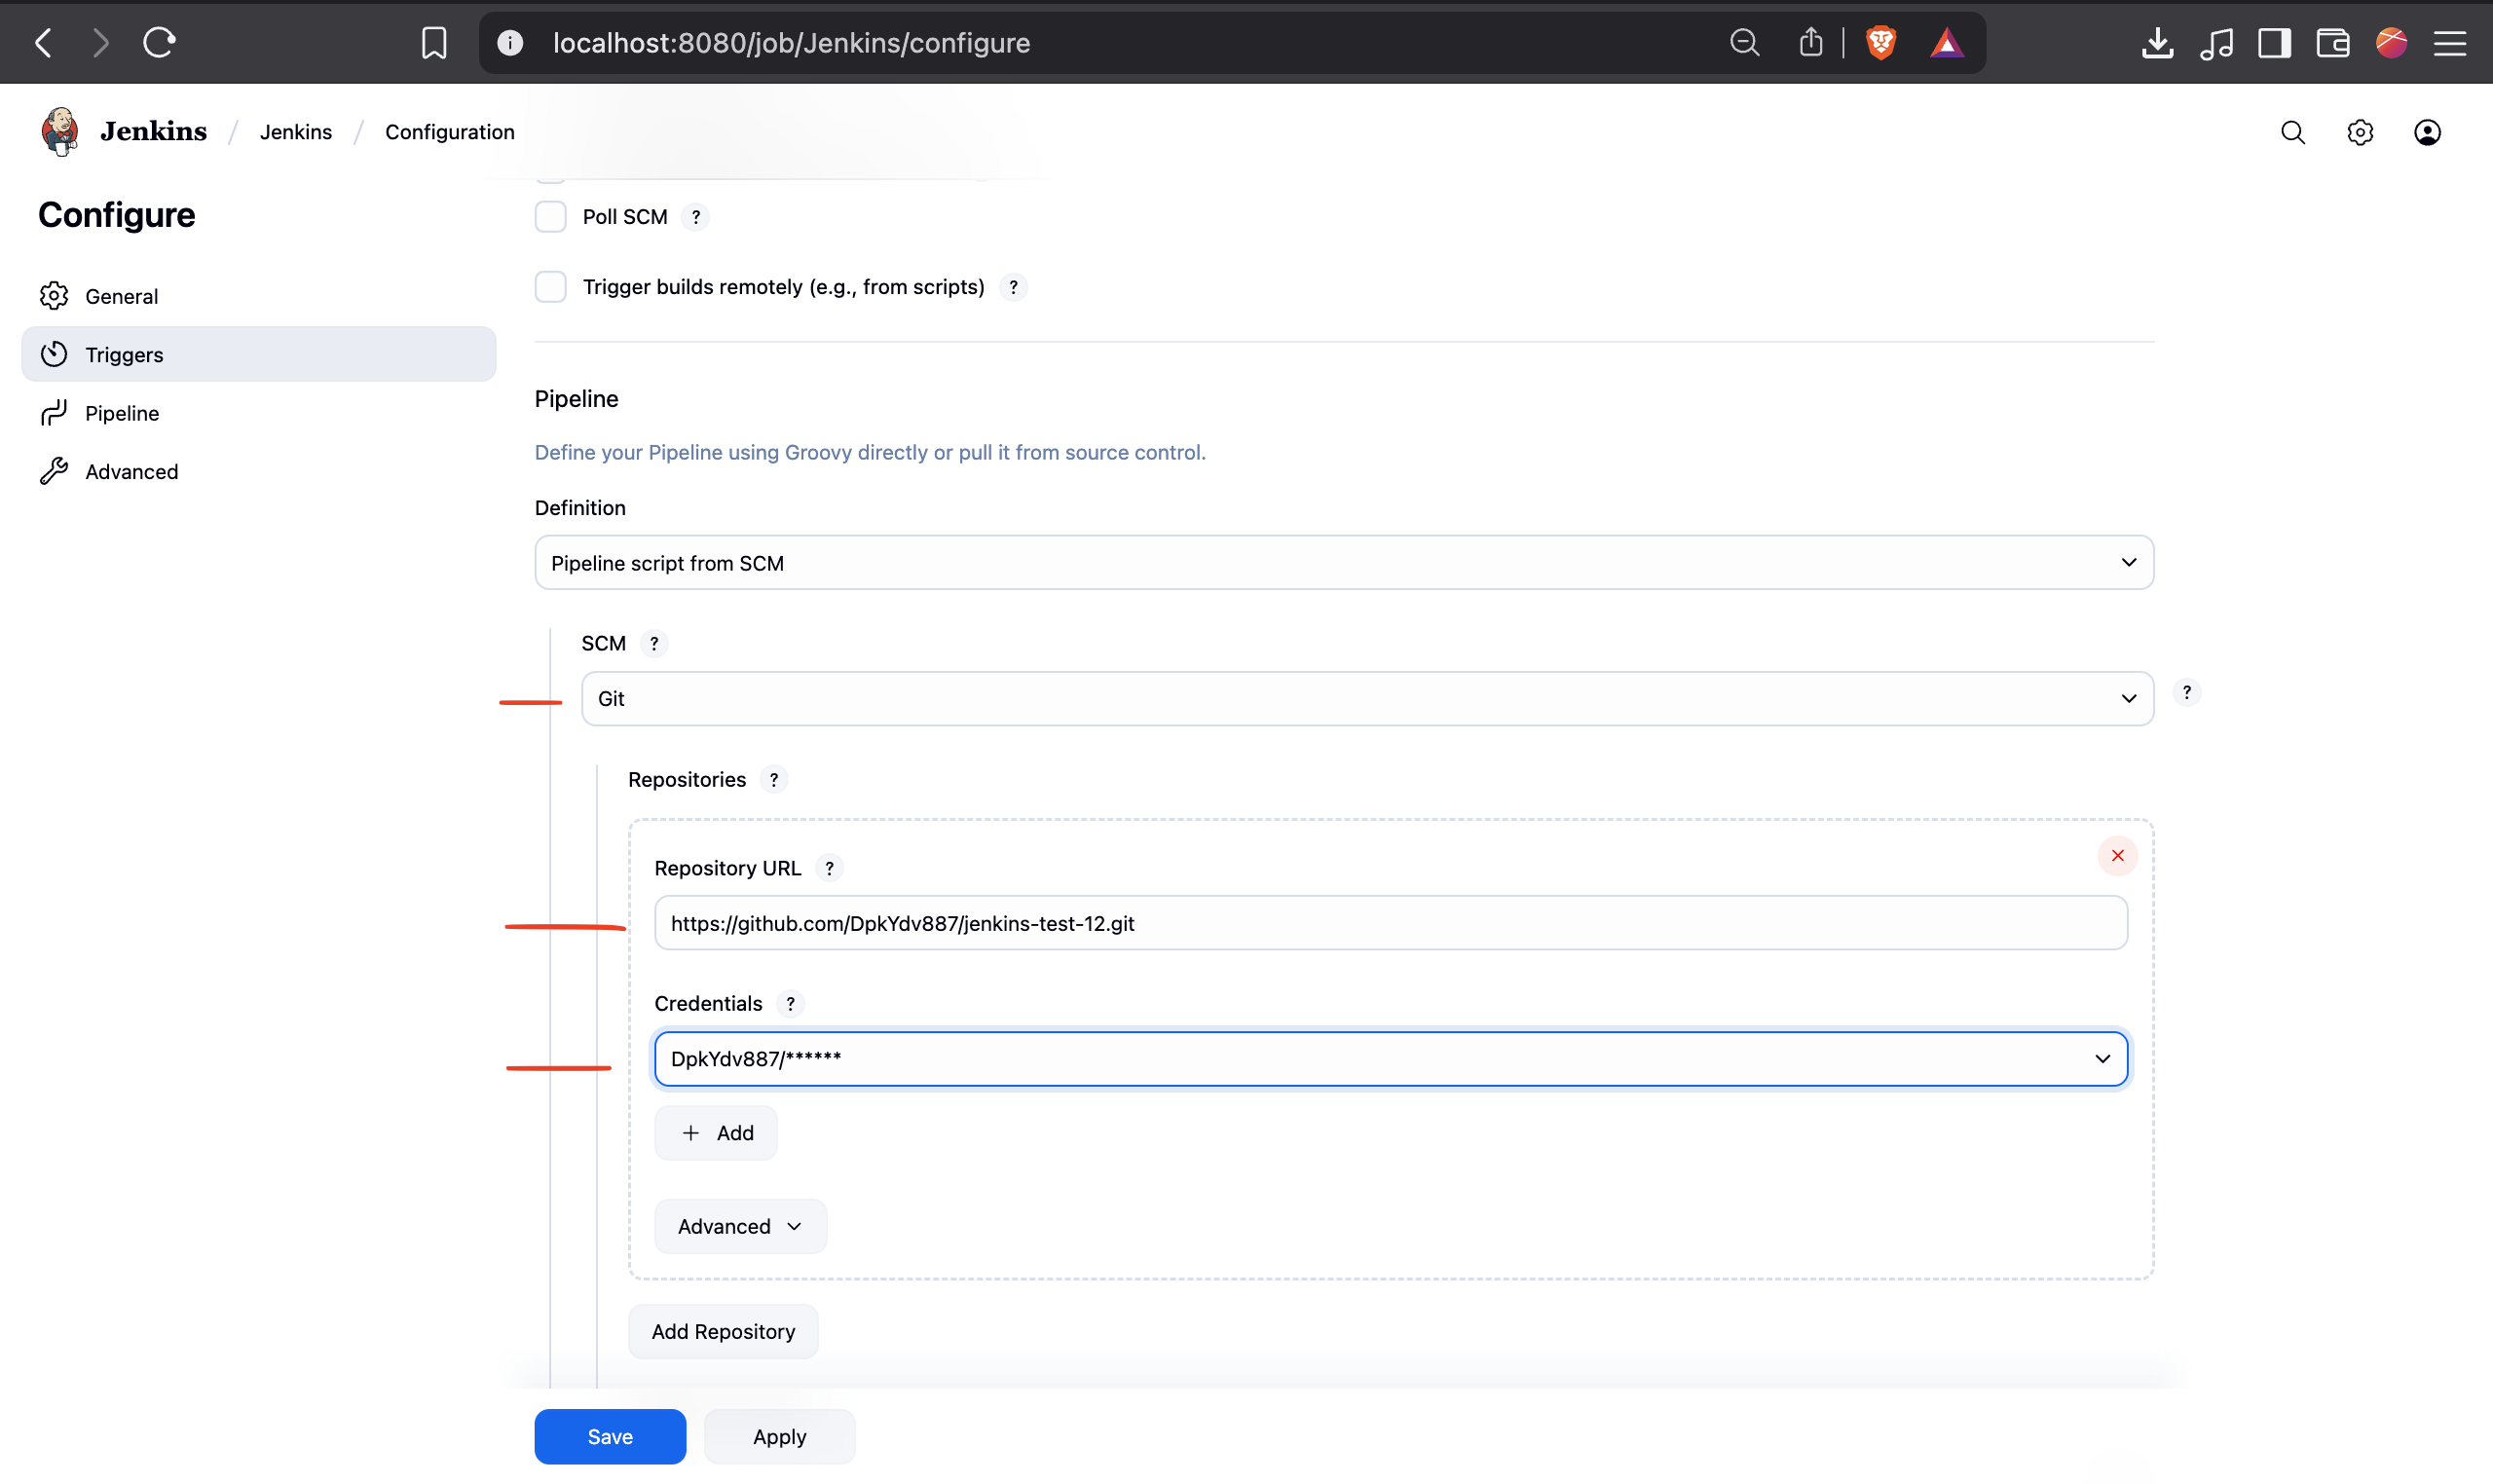 localhost:8080/job/Jenkins/configure
Jenkins / Jenkins / Configuration
Configure
General
Triggers
Pipeline
Advanced
Poll SCM ?
Trigger builds remotely (e.g., from scripts) ?
Pipeline
Define your Pipeline using Groovy directly or pull it from source control.
Definition
Pipeline script from SCM
SCM ?
Git
?
Repositories ?
Repository URL ?
https://github.com/DpkYdv887/jenkins-test-12.git
Credentials ?
DpkYdv887/******
+ Add
Advanced
Add Repository
Save
Apply